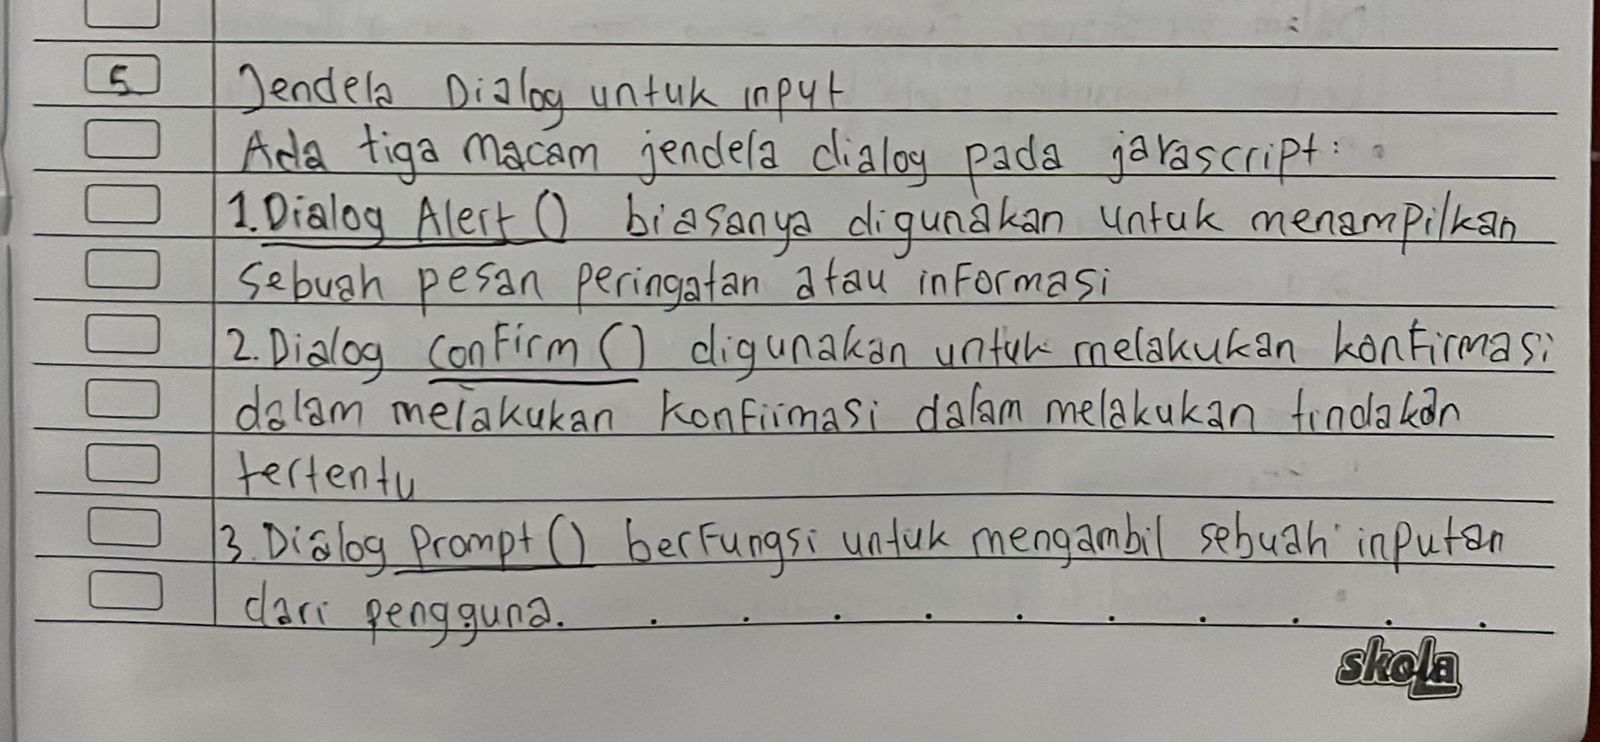 5 Jendela Dialog untuk input
Ada tiga macam jendela dialog pada javascript:
1. Dialog Alert () biasanya digunakan untuk menampilkan
sebuah pesan peringatan atau informasi
2. Dialog confirm () digunakan untuk melakukan konfirmasi
dalam melakukan konfirmasi dalam melakukan tindakan
tertentu
3. Dialog Prompt () berfungsi untuk mengambil sebuah inputan
dari pengguna. . . . . . . . . . .
skola